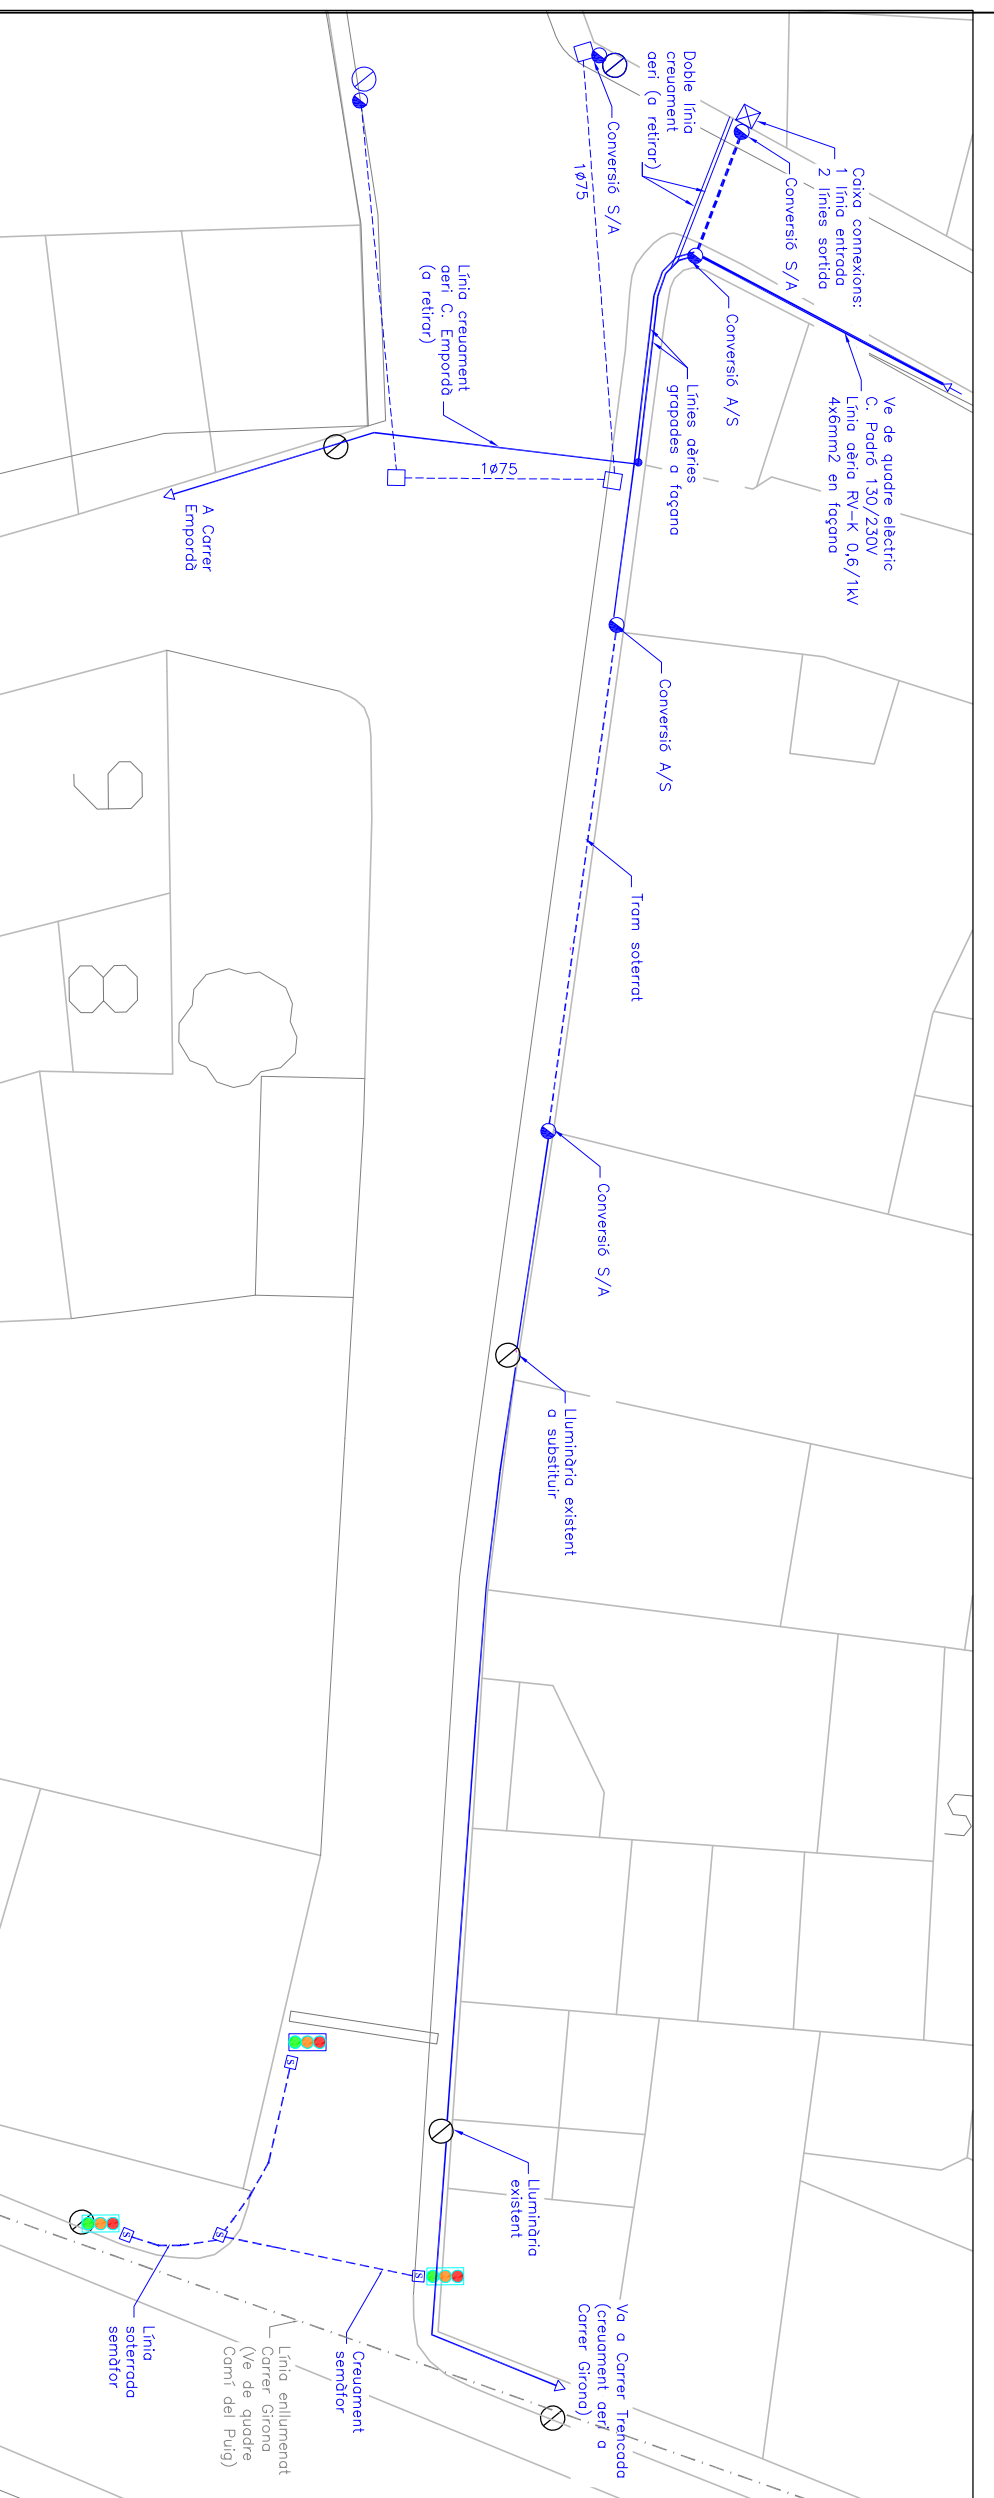 Doble línia
creuament
aeri (a retirar)
Conversió S/A
1ø75
Caixa connexions:
1 línia entrada
2 línies sortida
Conversió S/A
Conversió A/S
Ve de quadre elèctric
C. Padró 130/230V
Línia aèria RV-K 0,6/1kV
4x6mm2 en façana
Línia creuament
aeri C. Empordà
(a retirar)
Línies aèries
grapades a façana
1ø75
A Carrer
Empordà
Conversió A/S
6
8
Tram soterrat
Conversió S/A
Lluminària existent
a substituir
5
S
S
S
S
Lluminària
existent
Va a Carrer Trencada
(creuament aeri a
Carrer Girona)
Creuament
semàfor
Línia
soterrada
semàfor
Línia enllumenat
Carrer Girona
(Ve de quadre
Camí del Puig)